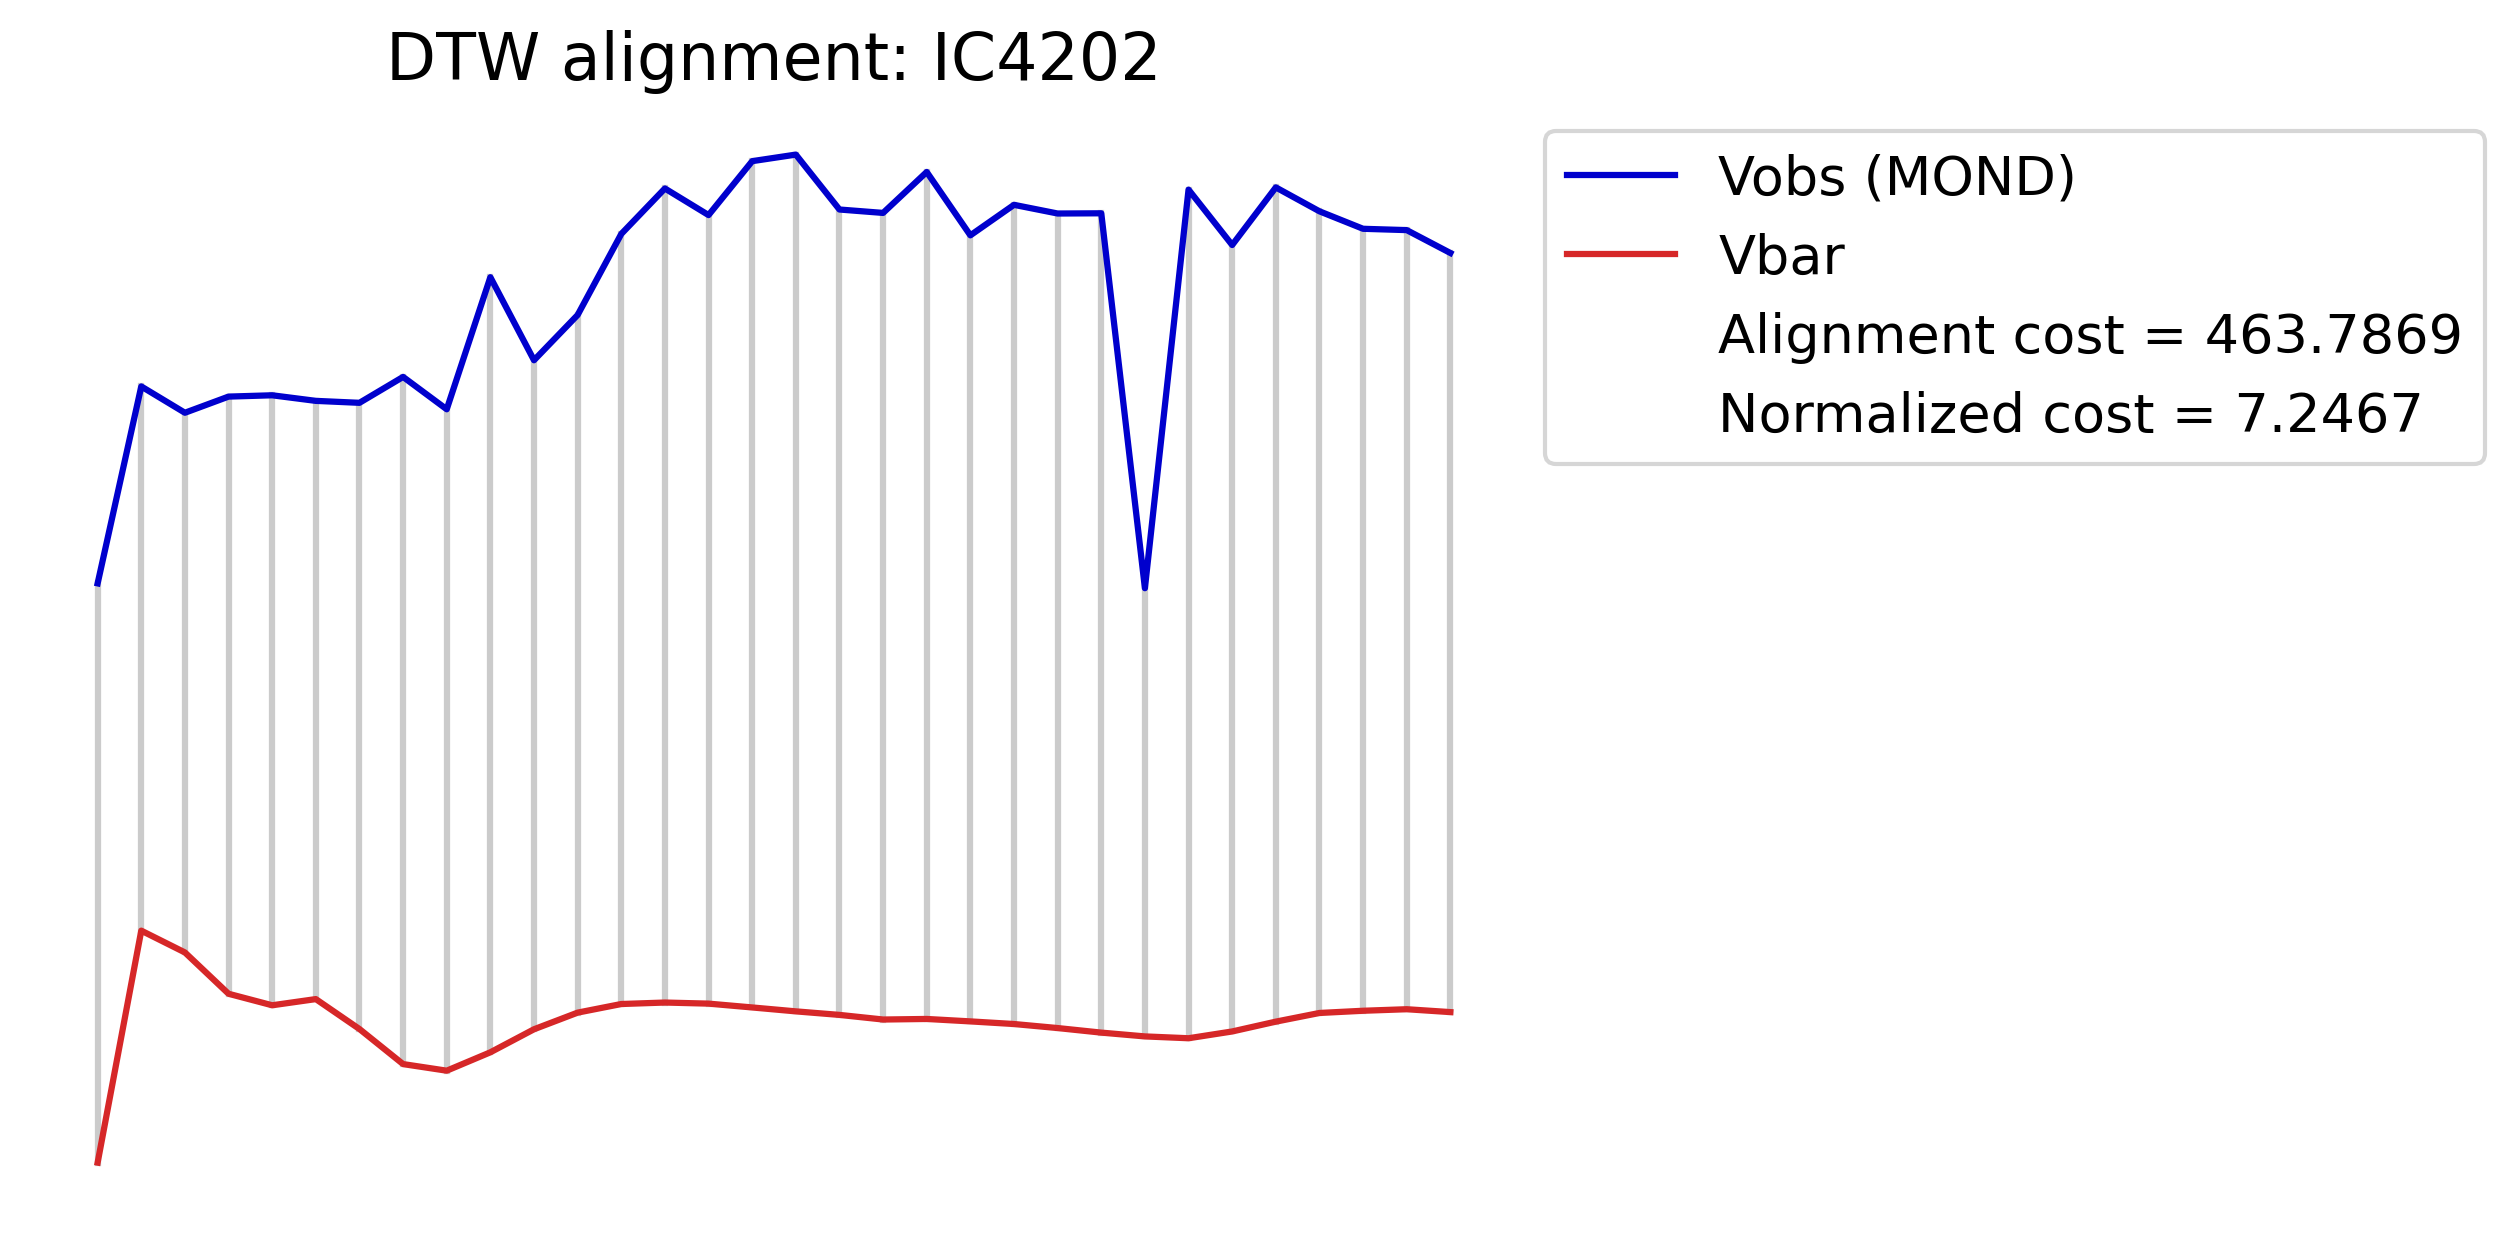 DTW alignment: IC4202
Vobs (MOND)
Vbar
Alignment cost = 463.7869
Normalized cost = 7.2467